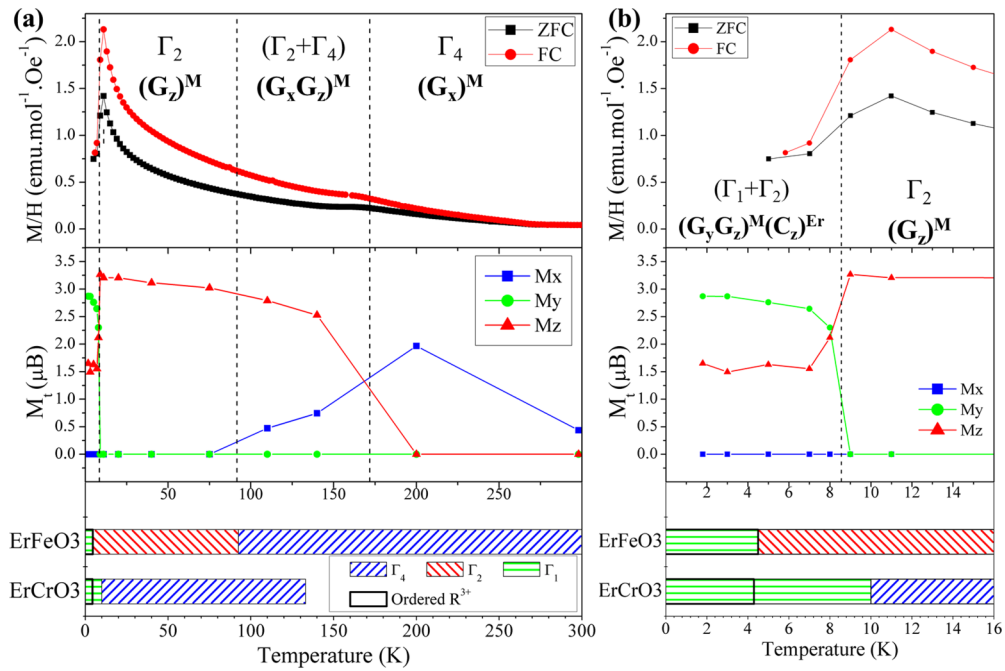 (a)
Γ2 (Γ2+Γ4) Γ4
(Gz)^M (GxGz)^M (Gx)^M
ZFC
FC
M/H (emu.mol^-1.Oe^-1)
2.0
1.5
1.0
0.5
0.0
Mx
My
Mz
Mt(μB)
3.5
3.0
2.5
2.0
1.5
1.0
0.5
0.0
ErFeO3
ErCrO3
Γ4 Γ2 Γ1
Ordered R^3+
0 50 100 150 200 250 300
Temperature (K)
(b)
ZFC
FC
M/H (emu.mol^-1.Oe^-1)
2.0
1.5
1.0
0.5
0.0
(Γ1+Γ2) Γ2
(GyGz)^M(Cz)^Er (Gz)^M
Mt(μB)
3.5
3.0
2.5
2.0
1.5
1.0
0.5
0.0
Mx
My
Mz
2 4 6 8 10 12 14
ErFeO3
ErCrO3
0 2 4 6 8 10 12 14 16
Temperature (K)